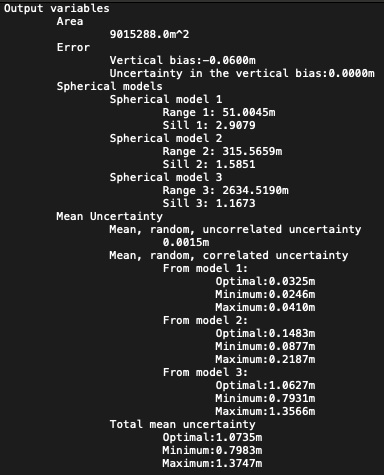 Output variables
Area
9015288.0m^2
Error
Vertical bias:-0.0600m
Uncertainty in the vertical bias:0.0000m
Spherical models
Spherical model 1
Range 1: 51.0045m
Sill 1: 2.9079
Spherical model 2
Range 2: 315.5659m
Sill 2: 1.5851
Spherical model 3
Range 3: 2634.5190m
Sill 3: 1.1673
Mean Uncertainty
Mean, random, uncorrelated uncertainty
0.0015m
Mean, random, correlated uncertainty
From model 1:
Optimal:0.0325m
Minimum:0.0246m
Maximum:0.0410m
From model 2:
Optimal:0.1483m
Minimum:0.0877m
Maximum:0.2187m
From model 3:
Optimal:1.0627m
Minimum:0.7931m
Maximum:1.3566m
Total mean uncertainty
Optimal:1.0735m
Minimum:0.7983m
Maximum:1.3747m